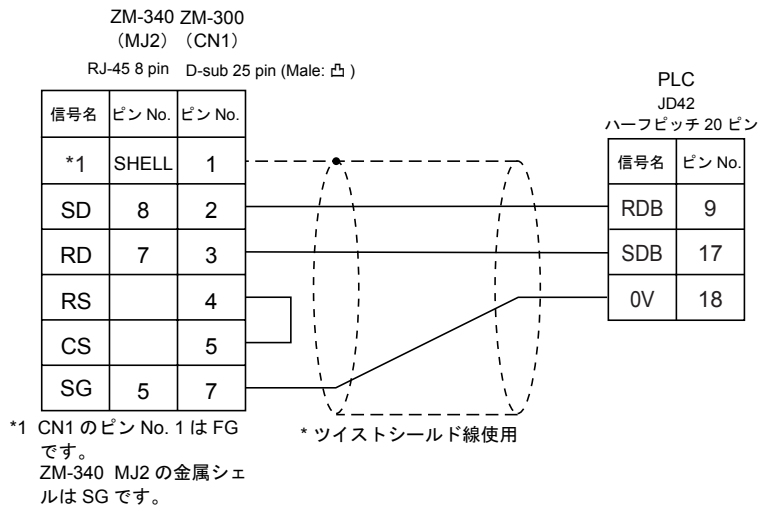 ZM-340 ZM-300
（MJ2）（CN1）
RJ-45 8 pin D-sub 25 pin (Male: 凸 )
信号名 ピン No. ピン No.
*1 SHELL 1
SD 8 2
RD 7 3
RS 4
CS 5
SG 5 7
*1 CN1 のピン No. 1 は FG
です。
ZM-340 MJ2 の金属シェ
ルは SG です。
* ツイストシールド線使用
PLC
JD42
ハーフピッチ 20 ピン
信号名 ピン No.
RDB 9
SDB 17
0V 18